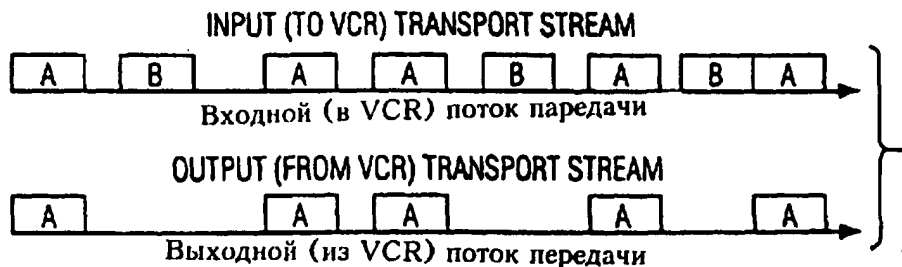 INPUT (TO VCR) TRANSPORT STREAM
A B A A B A B A
Входной (в VCR) поток паредачи
OUTPUT (FROM VCR) TRANSPORT STREAM
A A A A A
Выходной (из VCR) поток передачи